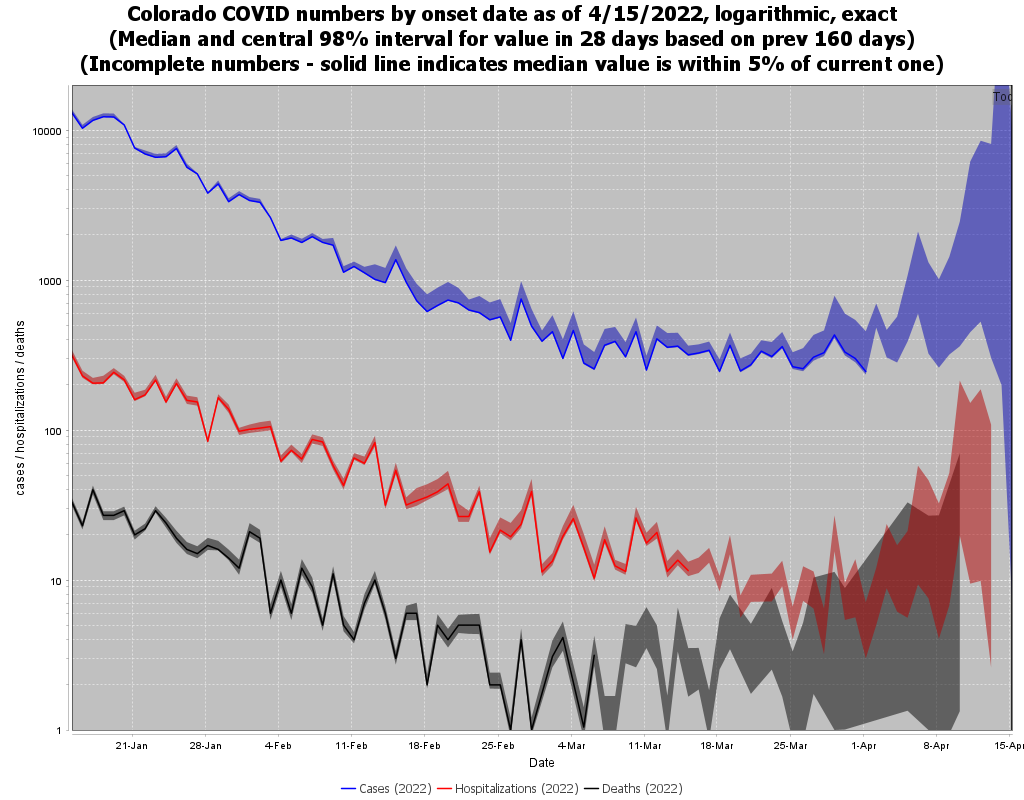 Colorado COVID numbers by onset date as of 4/15/2022, logarithmic, exact
(Median and central 98% interval for value in 28 days based on prev 160 days)
(Incomplete numbers - solid line indicates median value is within 5% of current one)
Toc
10000
1000
100
10
1
cases / hospitalizations / deaths
21-Jan 28-Jan 4-Feb 11-Feb 18-Feb 25-Feb 4-Mar 11-Mar 18-Mar 25-Mar 1-Apr 8-Apr 15-Apr
Date
Cases (2022) Hospitalizations (2022) Deaths (2022)